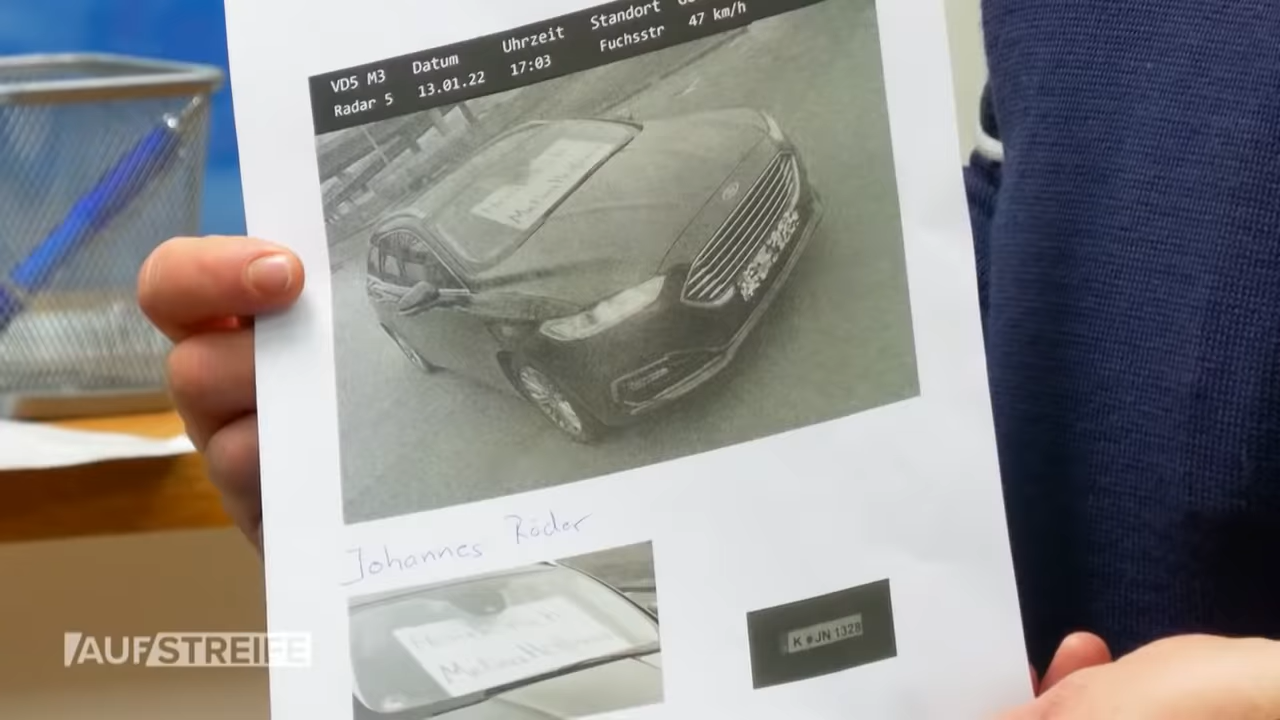 VD5 M3 Datum Uhrzeit Standort
Radar 5 13.01.22 17:03 Fuchsstr 47 km/h
Johannes Röder
K JN 1328
AUF STREIFE